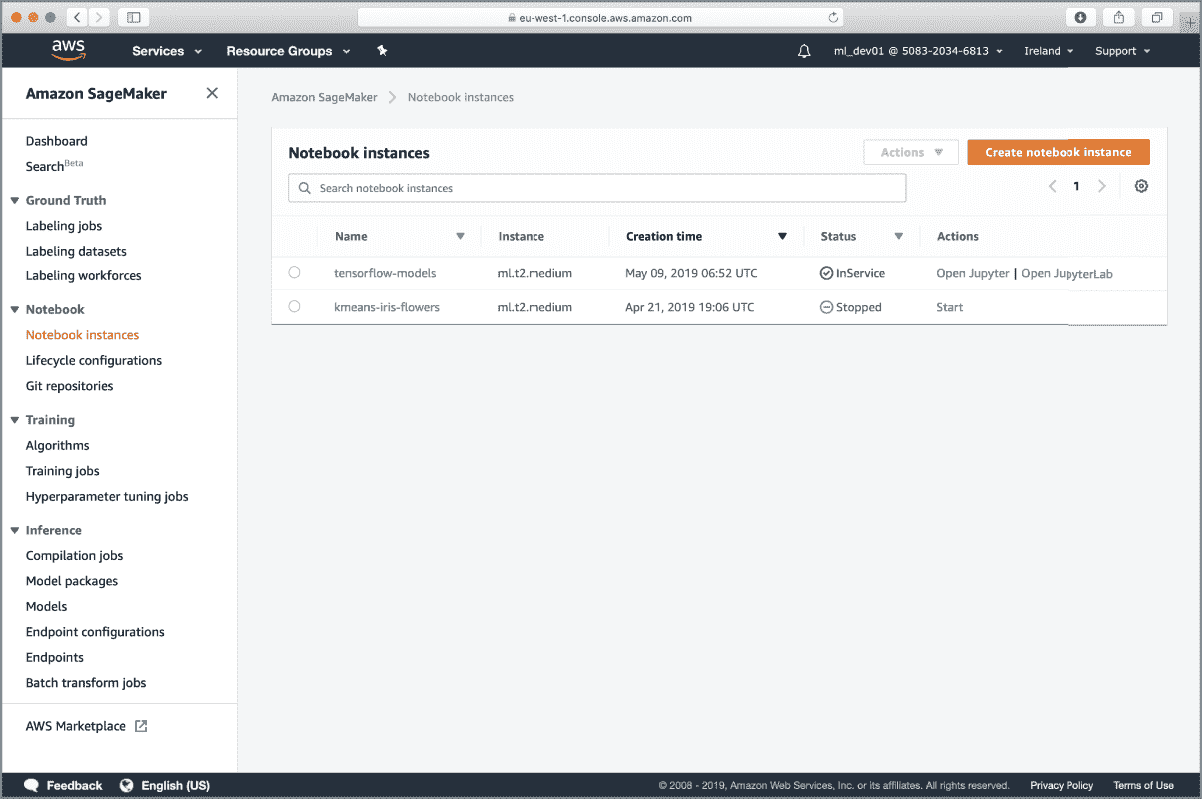 eu-west-1.console.aws.amazon.com
aws Services Resource Groups ml_dev01 @ 5083-2034-6813 Ireland Support
Amazon SageMaker
Dashboard
Search Beta
Ground Truth
Labeling jobs
Labeling datasets
Labeling workforces
Notebook
Notebook instances
Lifecycle configurations
Git repositories
Training
Algorithms
Training jobs
Hyperparameter tuning jobs
Inference
Compilation jobs
Model packages
Models
Endpoint configurations
Endpoints
Batch transform jobs
AWS Marketplace
Amazon SageMaker Notebook instances
Notebook instances Actions Create notebook instance
Search notebook instances 1
Name Instance Creation time Status Actions
tensorflow-models ml.t2.medium May 09, 2019 06:52 UTC InService Open Jupyter | Open JupyterLab
kmeans-iris-flowers ml.t2.medium Apr 21, 2019 19:06 UTC Stopped Start
Feedback English (US) © 2008 - 2019, Amazon Web Services, Inc. or its affiliates. All rights reserved. Privacy Policy Terms of Use